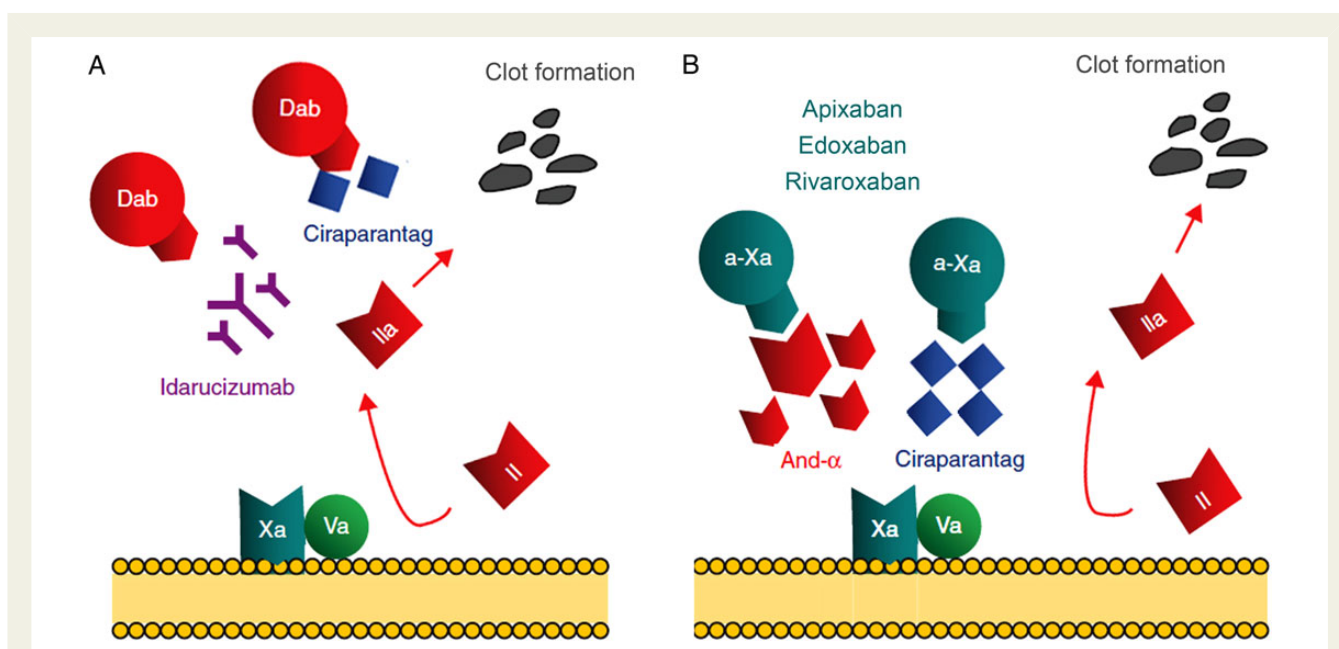 A
Dab
Dab
Ciraparantag
Idarucizumab
Clot formation
IIa
II
Xa
Va
B
Apixaban
Edoxaban
Rivaroxaban
Clot formation
a-Xa
a-Xa
And-α
Ciraparantag
IIa
II
Xa
Va